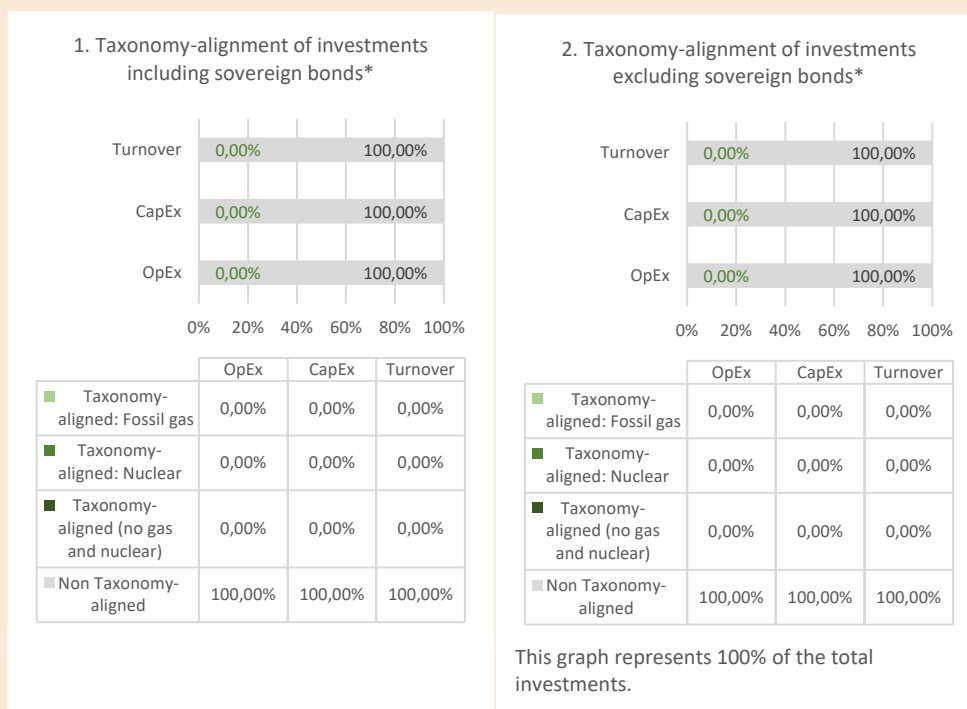 1. Taxonomy-alignment of investments
including sovereign bonds*
Turnover 0,00% 100,00%
CapEx 0,00% 100,00%
OpEx 0,00% 100,00%
0% 20% 40% 60% 80% 100%
OpEx CapEx Turnover
Taxonomy-
aligned: Fossil gas 0,00% 0,00% 0,00%
Taxonomy-
aligned: Nuclear 0,00% 0,00% 0,00%
Taxonomy-
aligned (no gas 0,00% 0,00% 0,00%
and nuclear)
Non Taxonomy-
aligned 100,00% 100,00% 100,00%
2. Taxonomy-alignment of investments
excluding sovereign bonds*
Turnover 0,00% 100,00%
CapEx 0,00% 100,00%
OpEx 0,00% 100,00%
0% 20% 40% 60% 80% 100%
OpEx CapEx Turnover
Taxonomy-
aligned: Fossil gas 0,00% 0,00% 0,00%
Taxonomy-
aligned: Nuclear 0,00% 0,00% 0,00%
Taxonomy-
aligned (no gas 0,00% 0,00% 0,00%
and nuclear)
Non Taxonomy-
aligned 100,00% 100,00% 100,00%
This graph represents 100% of the total
investments.